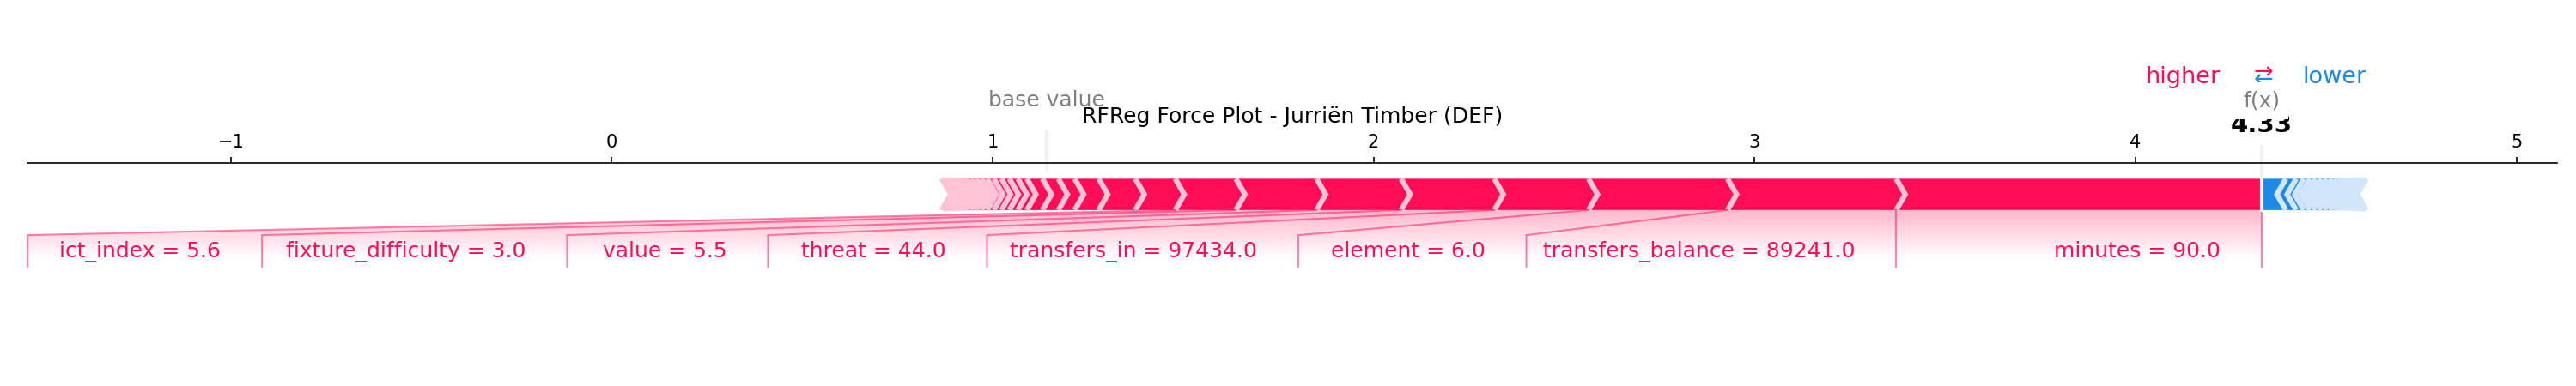 higher ⇄ lower
base value
f(x)
RFReg Force Plot - Jurriën Timber (DEF)
4.33
−1 0 1 2 3 4 5
ict_index = 5.6 fixture_difficulty = 3.0 value = 5.5 threat = 44.0 transfers_in = 97434.0 element = 6.0 transfers_balance = 89241.0 minutes = 90.0